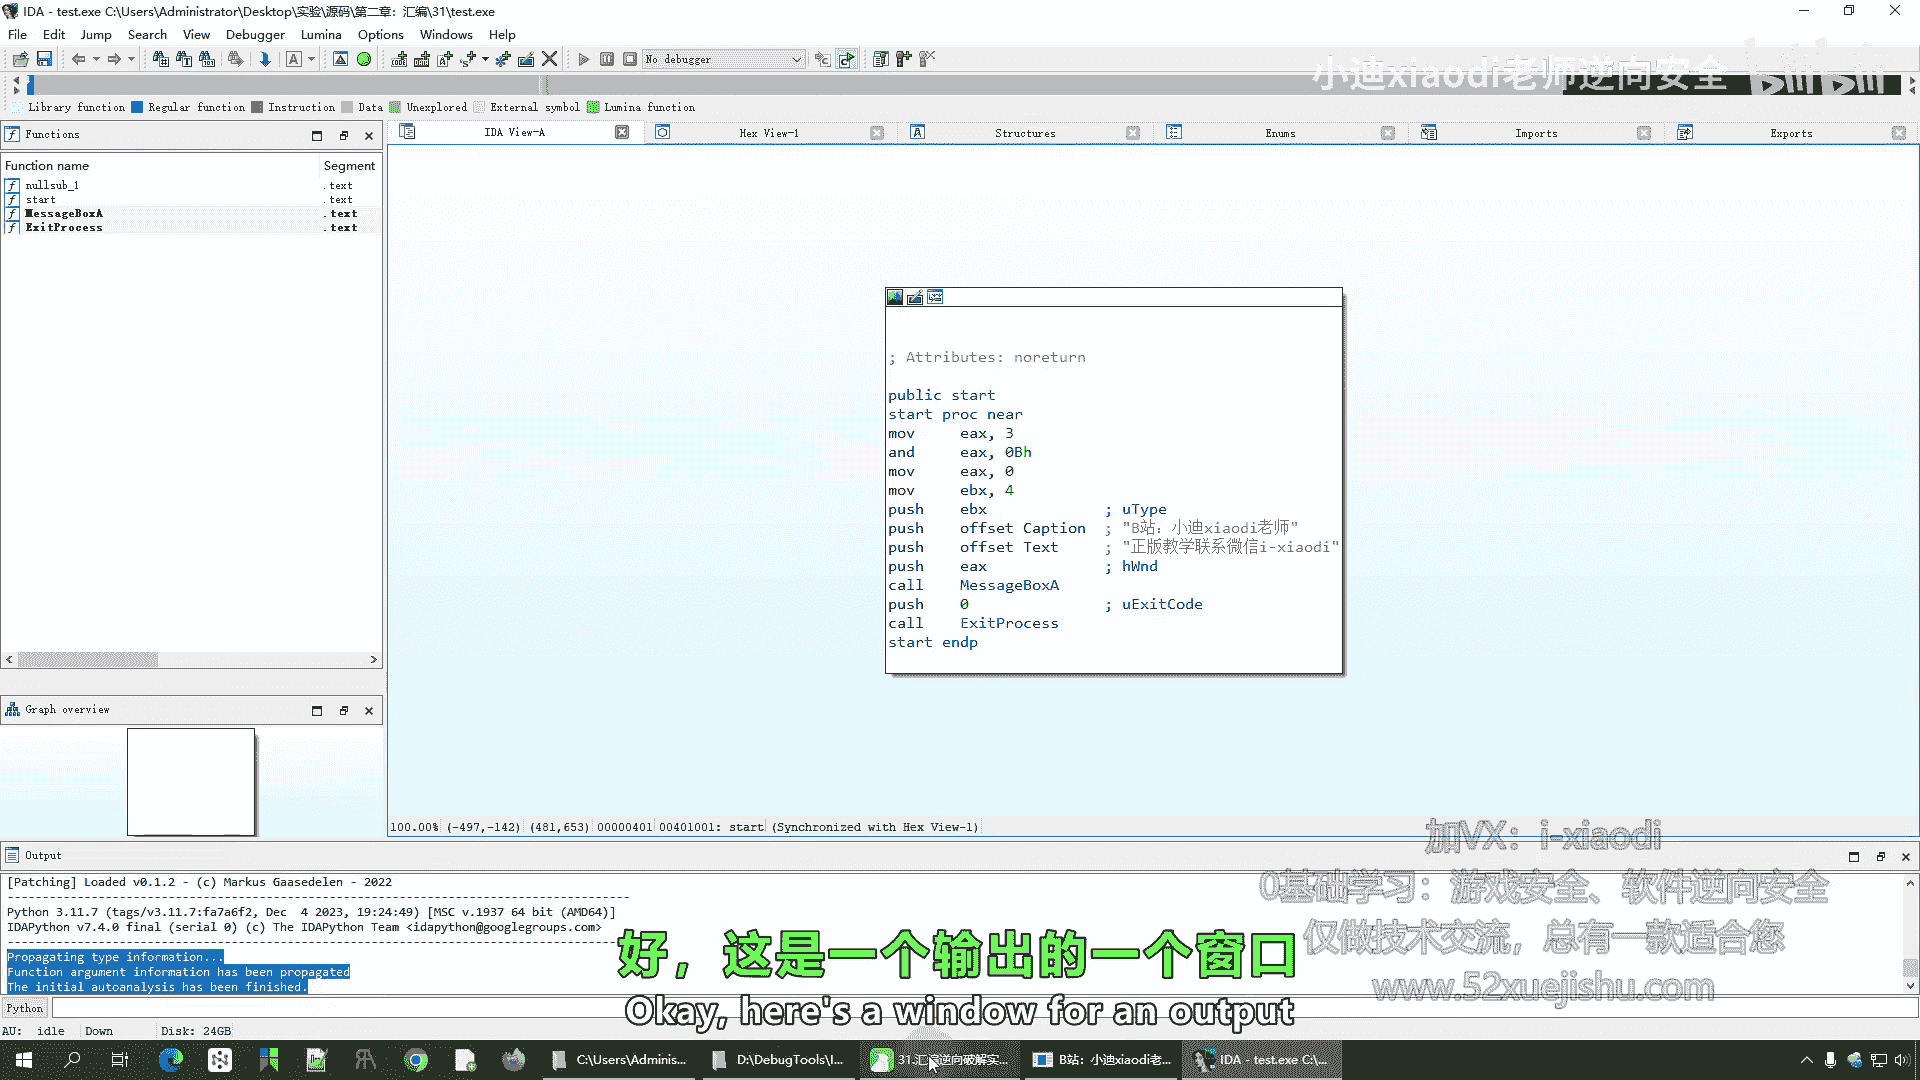 IDA - test.exe C:\Users\Administrator\Desktop\实验\源码\第二章：汇编\31\test.exe
File Edit Jump Search View Debugger Lumina Options Windows Help
No debugger
小迪xiaodi老师逆向安全
bilibili
Library function Regular function Instruction Data Unexplored External symbol Lumina function
Functions
IDA View-A Hex View-1 Structures Enums Imports Exports
Function name Segment
nullsub_1 .text
start .text
MessageBoxA .text
ExitProcess .text
; Attributes: noreturn
public start
start proc near
mov eax, 3
and eax, 0Bh
mov eax, 0
mov ebx, 4
push ebx ; uType
push offset Caption ; "B站：小迪xiaodi老师"
push offset Text ; "正版教学联系微信i-xiaodi"
push eax ; hWnd
call MessageBoxA
push 0 ; uExitCode
call ExitProcess
start endp
Graph overview
100.00% (-497,-142) (481,653) 00000401 00401001: start (Synchronized with Hex View-1)
加VX：i-xiaodi
Output
[Patching] Loaded v0.1.2 - (c) Markus Gaasedelen - 2022
Python 3.11.7 (tags/v3.11.7:fa7a6f2, Dec 4 2023, 19:24:49) [MSC v.1937 64 bit (AMD64)]
IDAPython v7.4.0 final (serial 0) (c) The IDAPython Team <idapython@googlegroups.com>
Propagating type information...
Function argument information has been propagated
The initial autoanalysis has been finished.
0基础学习：游戏安全、软件逆向安全
仅做技术交流，总有一款适合您
www.52xuejishu.com
好，这是一个输出的一个窗口
Okay, here's a window for an output
Python
AU: idle Down Disk: 24GB
C:\Users\Adminis... D:\DebugTools\I... 31.汇编逆向破解实... B站：小迪xiaodi老... IDA - test.exe C:\...